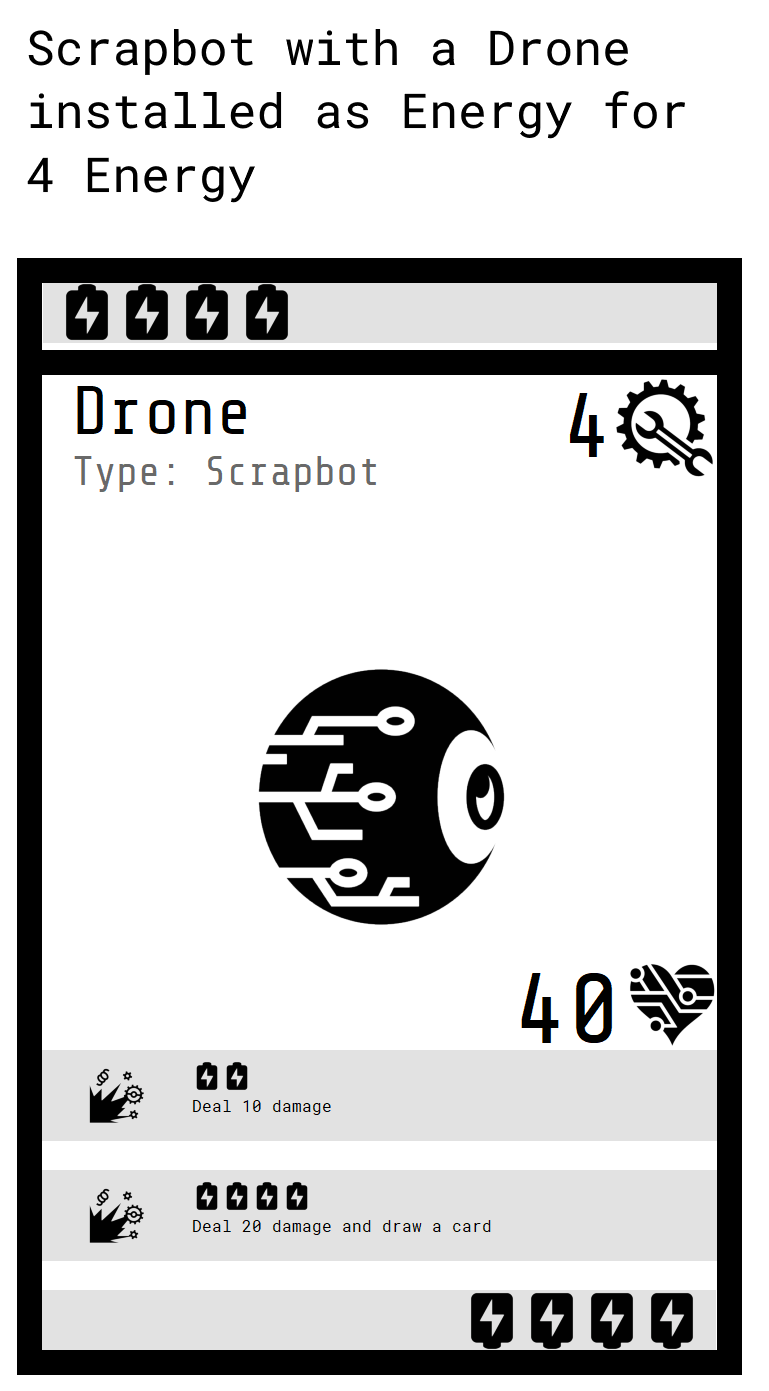 Scrapbot with a Drone
installed as Energy for
4 Energy
Drone
4
Type: Scrapbot
40
Deal 10 damage
Deal 20 damage and draw a card